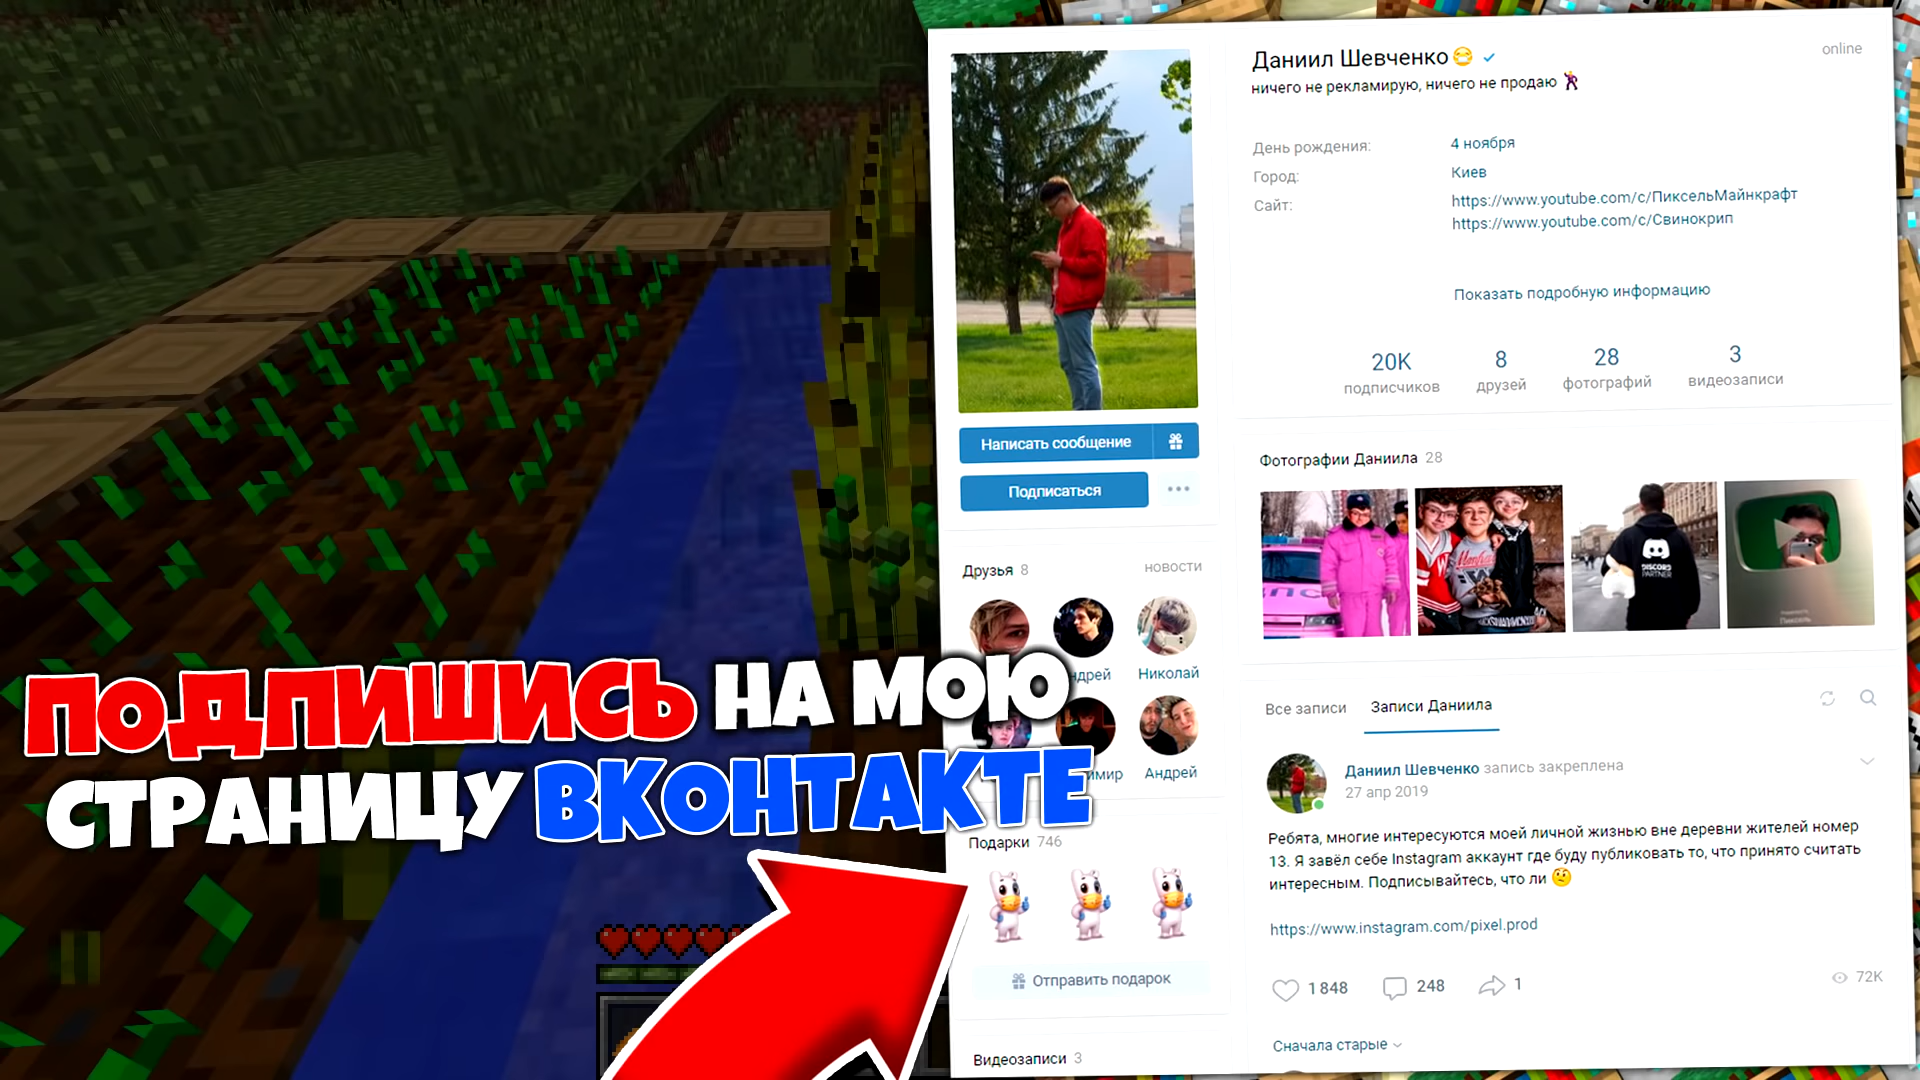 ПОДПИШИСЬ НА МОЮ
СТРАНИЦУ ВКОНТАКТЕ
Написать сообщение
Подписаться
Друзья 8
новости
Николай
Андрей
Подарки 746
Отправить подарок
Видеозаписи 3
Даниил Шевченко
online
ничего не рекламирую, ничего не продаю
День рождения: 4 ноября
Город: Киев
Сайт: https://www.youtube.com/c/ПиксельМайнкрафт
https://www.youtube.com/c/Свинокрип
Показать подробную информацию
20K подписчиков
8 друзей
28 фотографий
3 видеозаписи
Фотографии Даниила 28
DISCORD
PARTNER
Все записи
Записи Даниила
Даниил Шевченко запись закреплена
27 апр 2019
Ребята, многие интересуются моей личной жизнью вне деревни жителей номер
13. Я завёл себе Instagram аккаунт где буду публиковать то, что принято считать
интересным. Подписывайтесь, что ли 🤨
https://www.instagram.com/pixel.prod
1 848
248
1
72K
Сначала старые